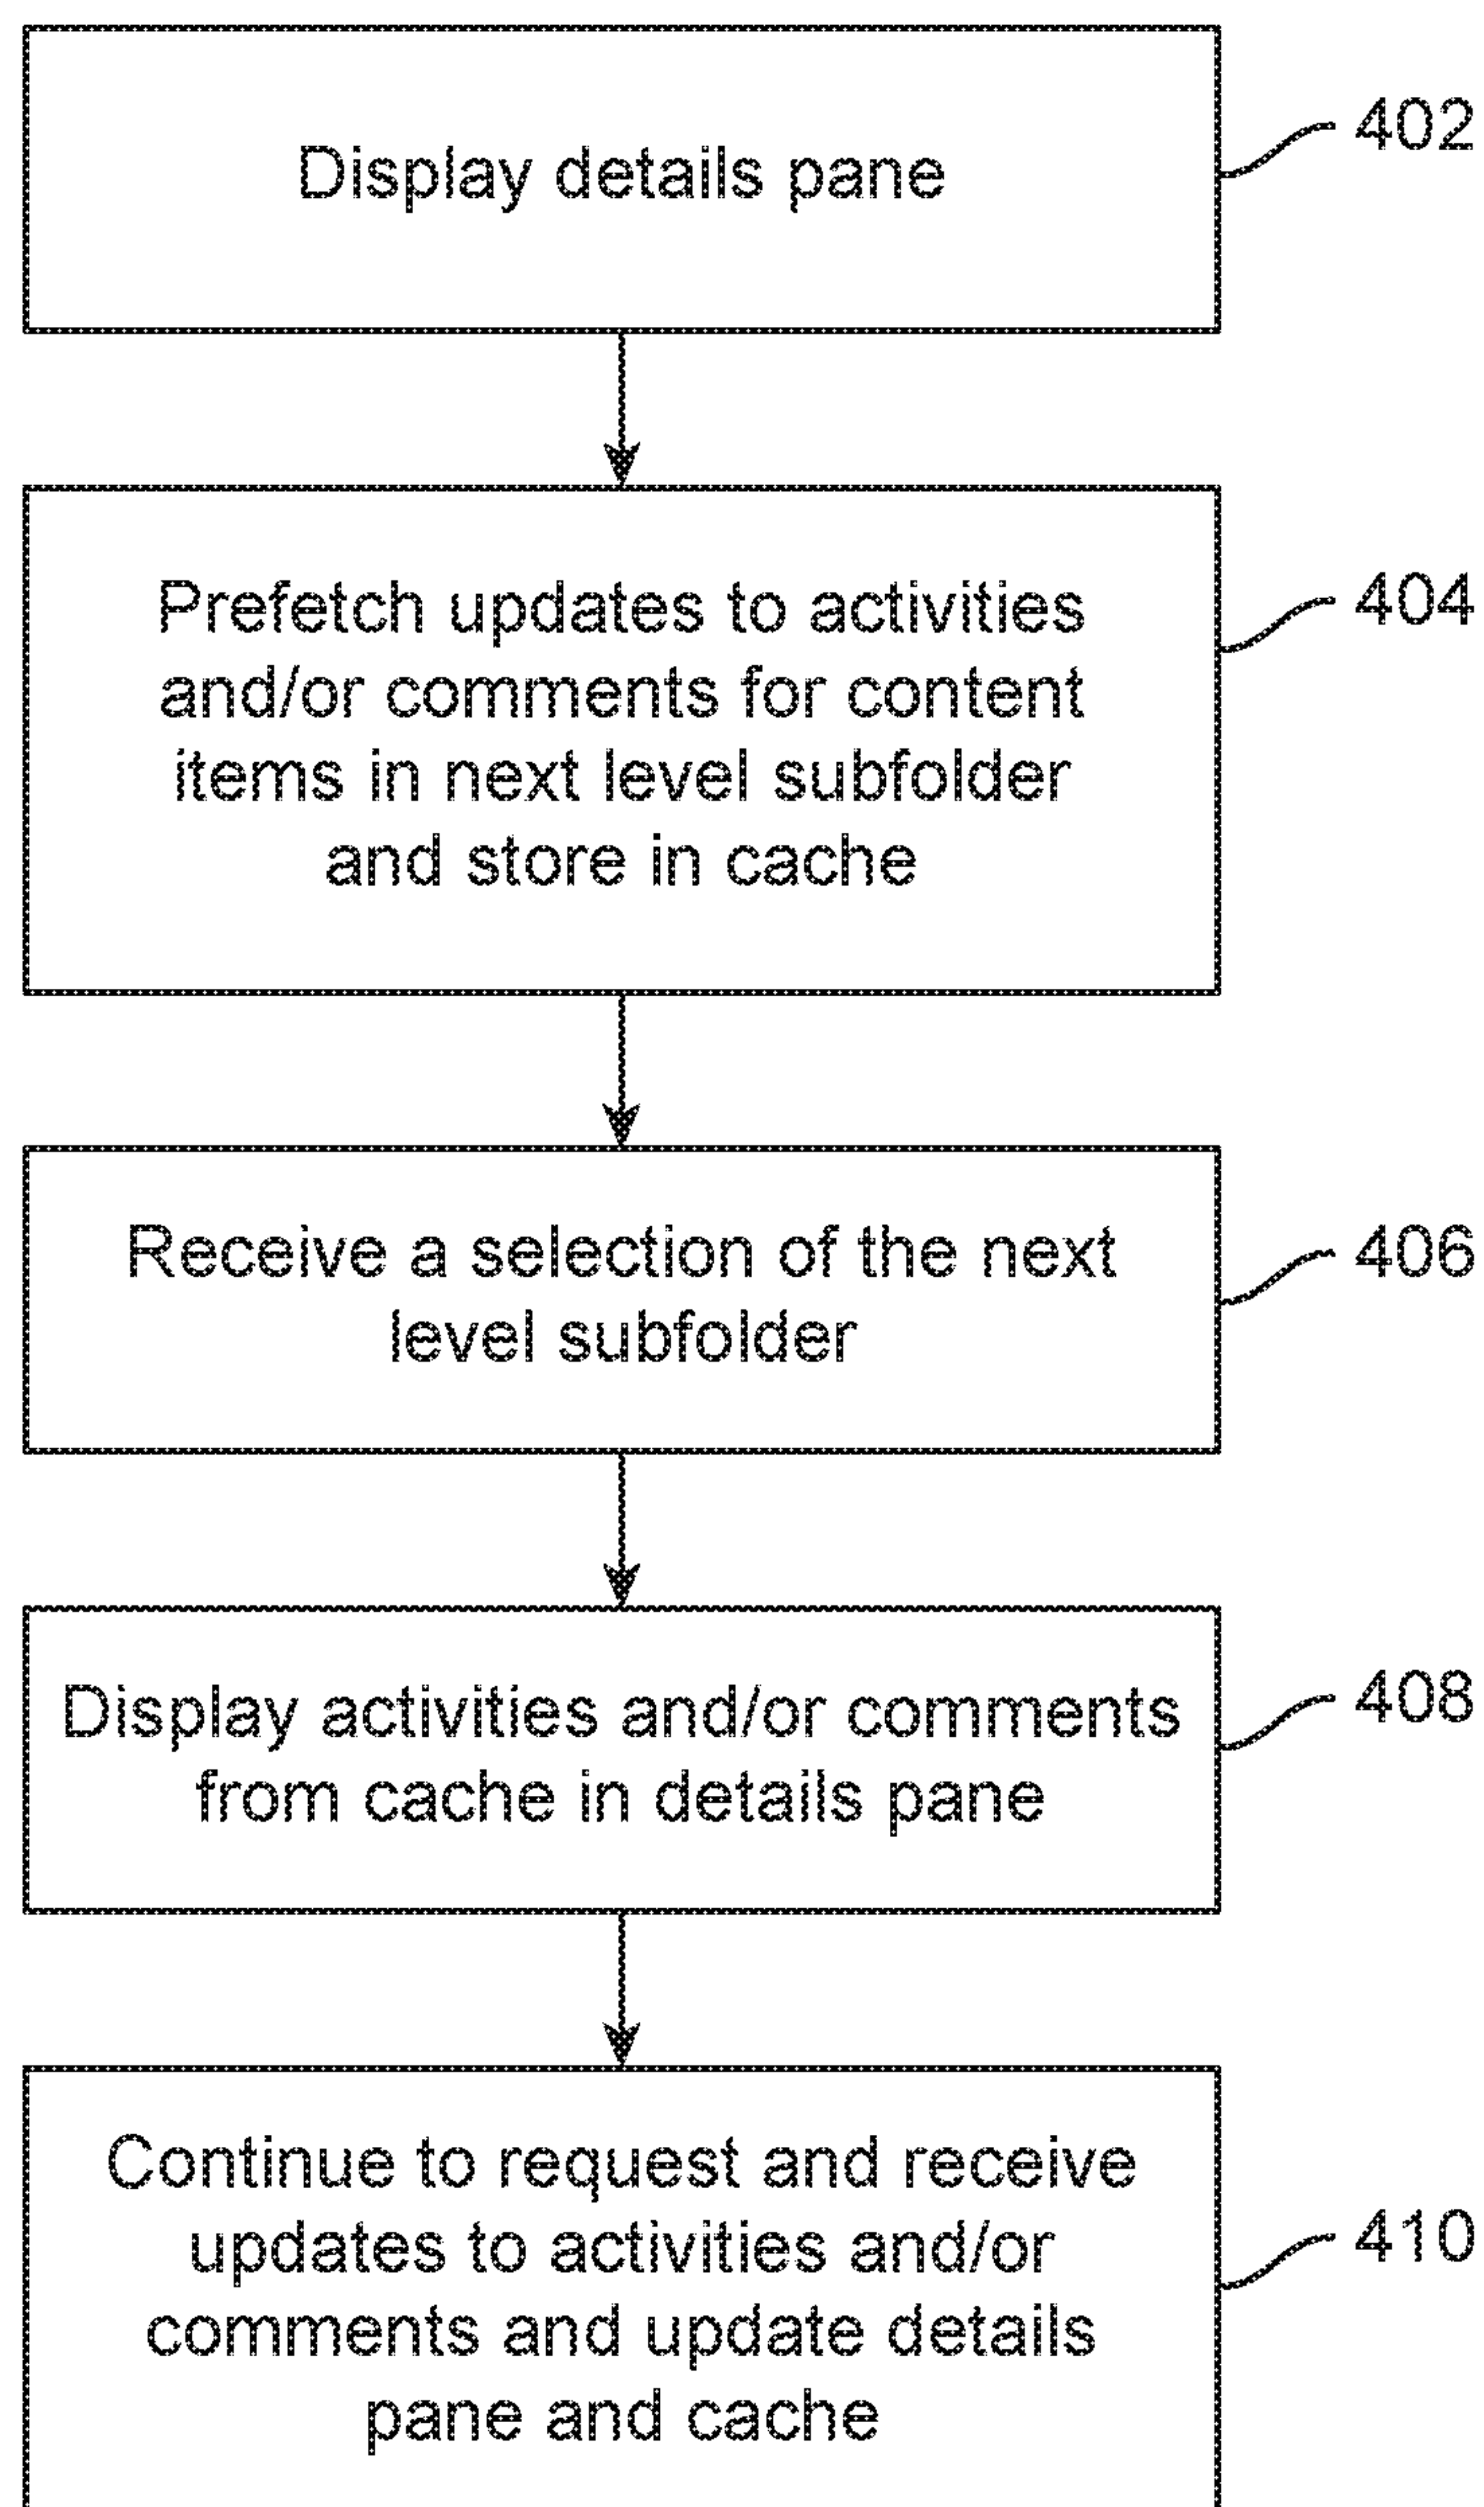 Display details pane
402
Prefetch updates to activities
and/or comments for content
items in next level subfolder
and store in cache
404
Receive a selection of the next
level subfolder
406
Display activities and/or comments
from cache in details pane
408
Continue to request and receive
updates to activities and/or
comments and update details
pane and cache
410